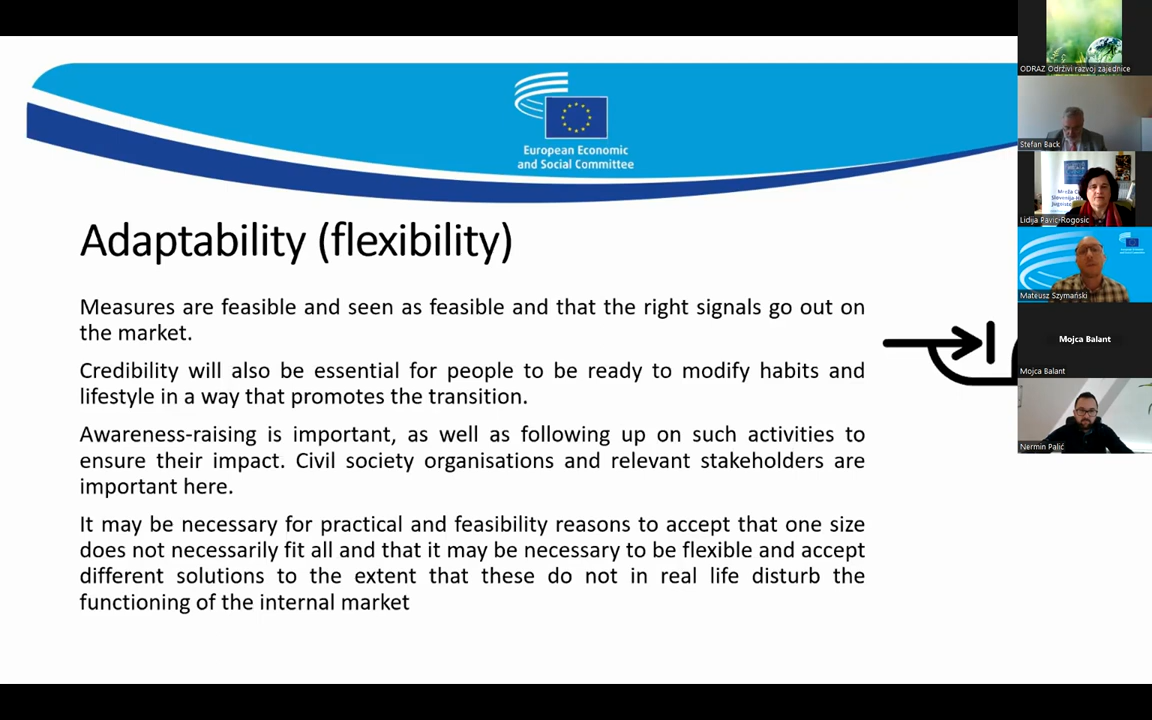 European Economic
and Social Committee
Adaptability (flexibility)
Measures are feasible and seen as feasible and that the right signals go out on
the market.
Credibility will also be essential for people to be ready to modify habits and
lifestyle in a way that promotes the transition.
Awareness-raising is important, as well as following up on such activities to
ensure their impact. Civil society organisations and relevant stakeholders are
important here.
It may be necessary for practical and feasibility reasons to accept that one size
does not necessarily fit all and that it may be necessary to be flexible and accept
different solutions to the extent that these do not in real life disturb the
functioning of the internal market
ODRAZ Održivi razvoj zajednice
Stefan Back
Lidija Pavic-Rogosic
Mateusz Szymański
Mojca Balant
Mojca Balant
Nermin Palić